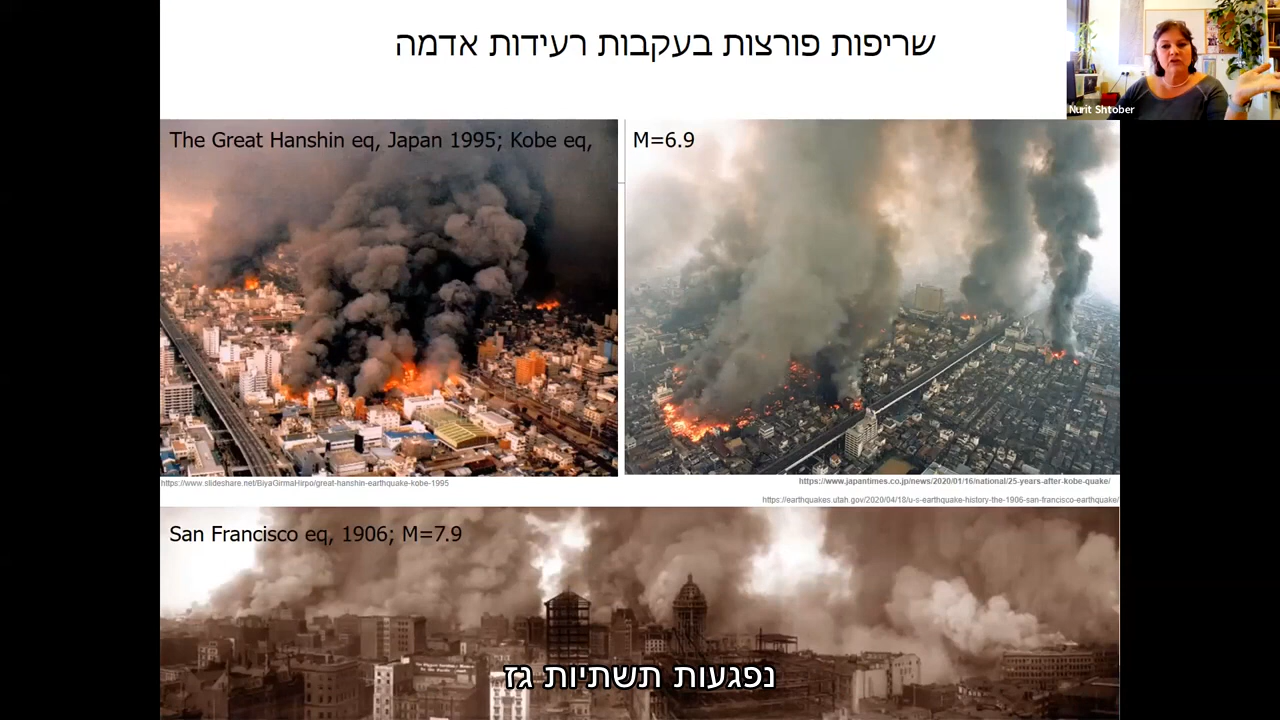 שריפות פורצות בעקבות רעידות אדמה
Nurit Shtober
The Great Hanshin eq, Japan 1995; Kobe eq,
M=6.9
https://www.slideshare.net/BiyaGirmaHirpo/great-hanshin-earthquake-kobe-1995
https://www.japantimes.co.jp/news/2020/01/16/national/25-years-after-kobe-quake/
https://earthquakes.utah.gov/2020/04/18/u-s-earthquake-history-the-1906-san-francisco-earthquake/
San Francisco eq, 1906; M=7.9
נפגעות תשתיות גז